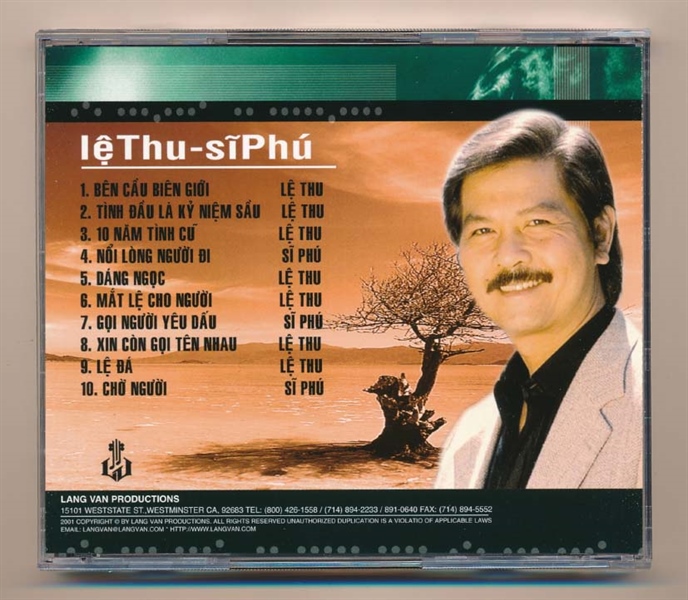 lệThu-sĩPhú
1. BÊN CẦU BIÊN GIỚI LỆ THU
2. TÌNH ĐẦU LÀ KỶ NIỆM SẦU LỆ THU
3. 10 NĂM TÌNH CŨ LỆ THU
4. NỔI LÒNG NGƯỜI ĐI SĨ PHÚ
5. DÁNG NGỌC LỆ THU
6. MẮT LỆ CHO NGƯỜI LỆ THU
7. GỌI NGƯỜI YÊU DẤU SĨ PHÚ
8. XIN CÒN GỌI TÊN NHAU LỆ THU
9. LỆ ĐÁ LỆ THU
10. CHỜ NGƯỜI SĨ PHÚ
LANG VAN PRODUCTIONS
15101 WESTSTATE ST.,WESTMINSTER CA, 92683 TEL: (800) 426-1558 / (714) 894-2233 / 891-0640 FAX: (714) 894-5552
2001 COPYRIGHT © BY LANG VAN PRODUCTIONS. ALL RIGHTS RESERVED UNAUTHORIZED DUPLICATION IS A VIOLATIO OF APPLICABLE LAWS
EMAIL: LANGVAN@LANGVAN.COM * HTTP://WWW.LANGVAN.COM